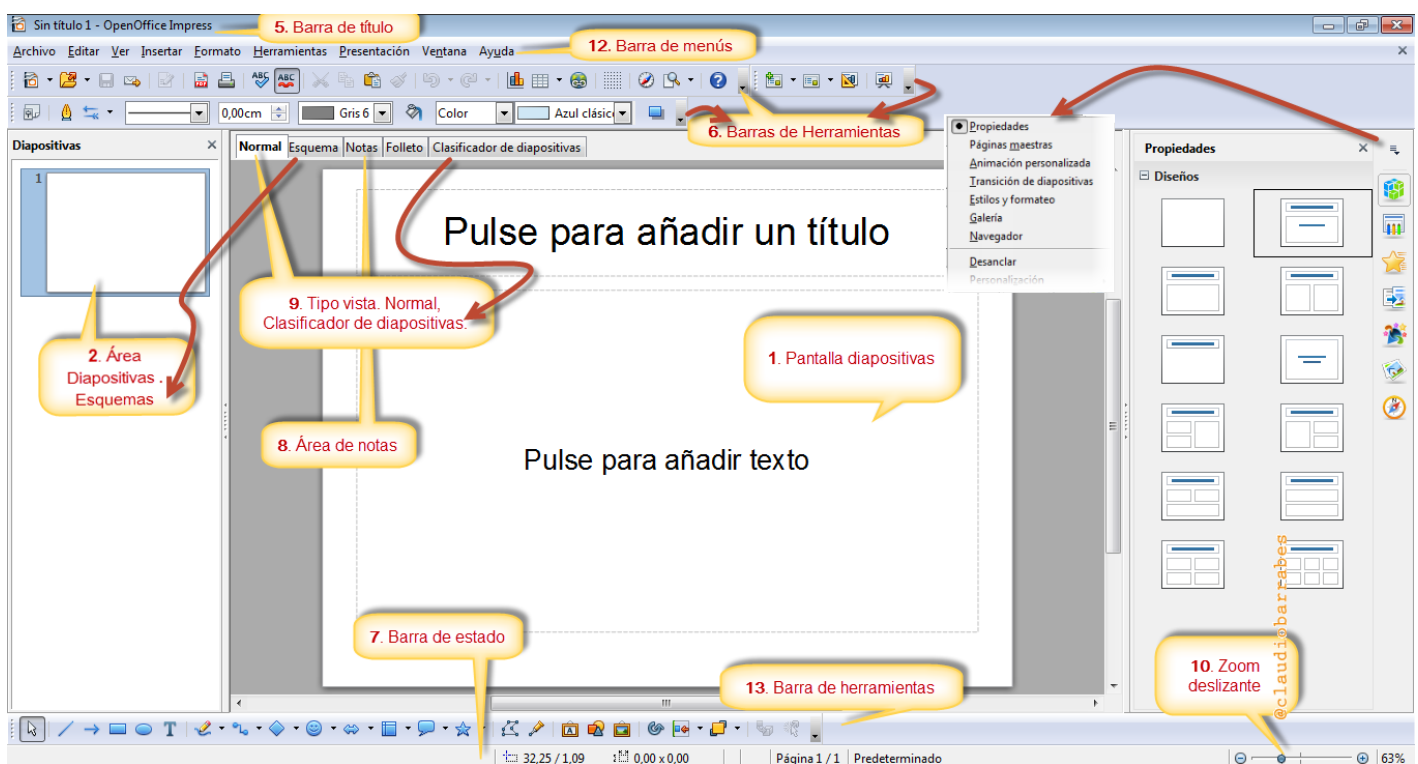 Sin título 1 - OpenOffice Impress
5. Barra de título
Archivo Editar Ver Insertar Formato Herramientas Presentación Ventana Ayuda
12. Barra de menús
ABC
ABC
0,00cm
Gris 6
Color
Azul clásic
6. Barras de Herramientas
Diapositivas
Normal Esquema Notas Folleto Clasificador de diapositivas
Propiedades
Páginas maestras
Animación personalizada
Transición de diapositivas
Estilos y formateo
Galería
Navegador
Desanclar
Personalización
Propiedades
Diseños
1
Pulse para añadir un título
9. Tipo vista. Normal,
Clasificador de diapositivas.
2. Área
Diapositivas .
Esquemas
1. Pantalla diapositivas
8. Área de notas
Pulse para añadir texto
7. Barra de estado
13. Barra de herramientas
10. Zoom
deslizante
@claudiobarrabes
T
A
32,25 / 1,09
0,00 x 0,00
Página 1 / 1
Predeterminado
63%